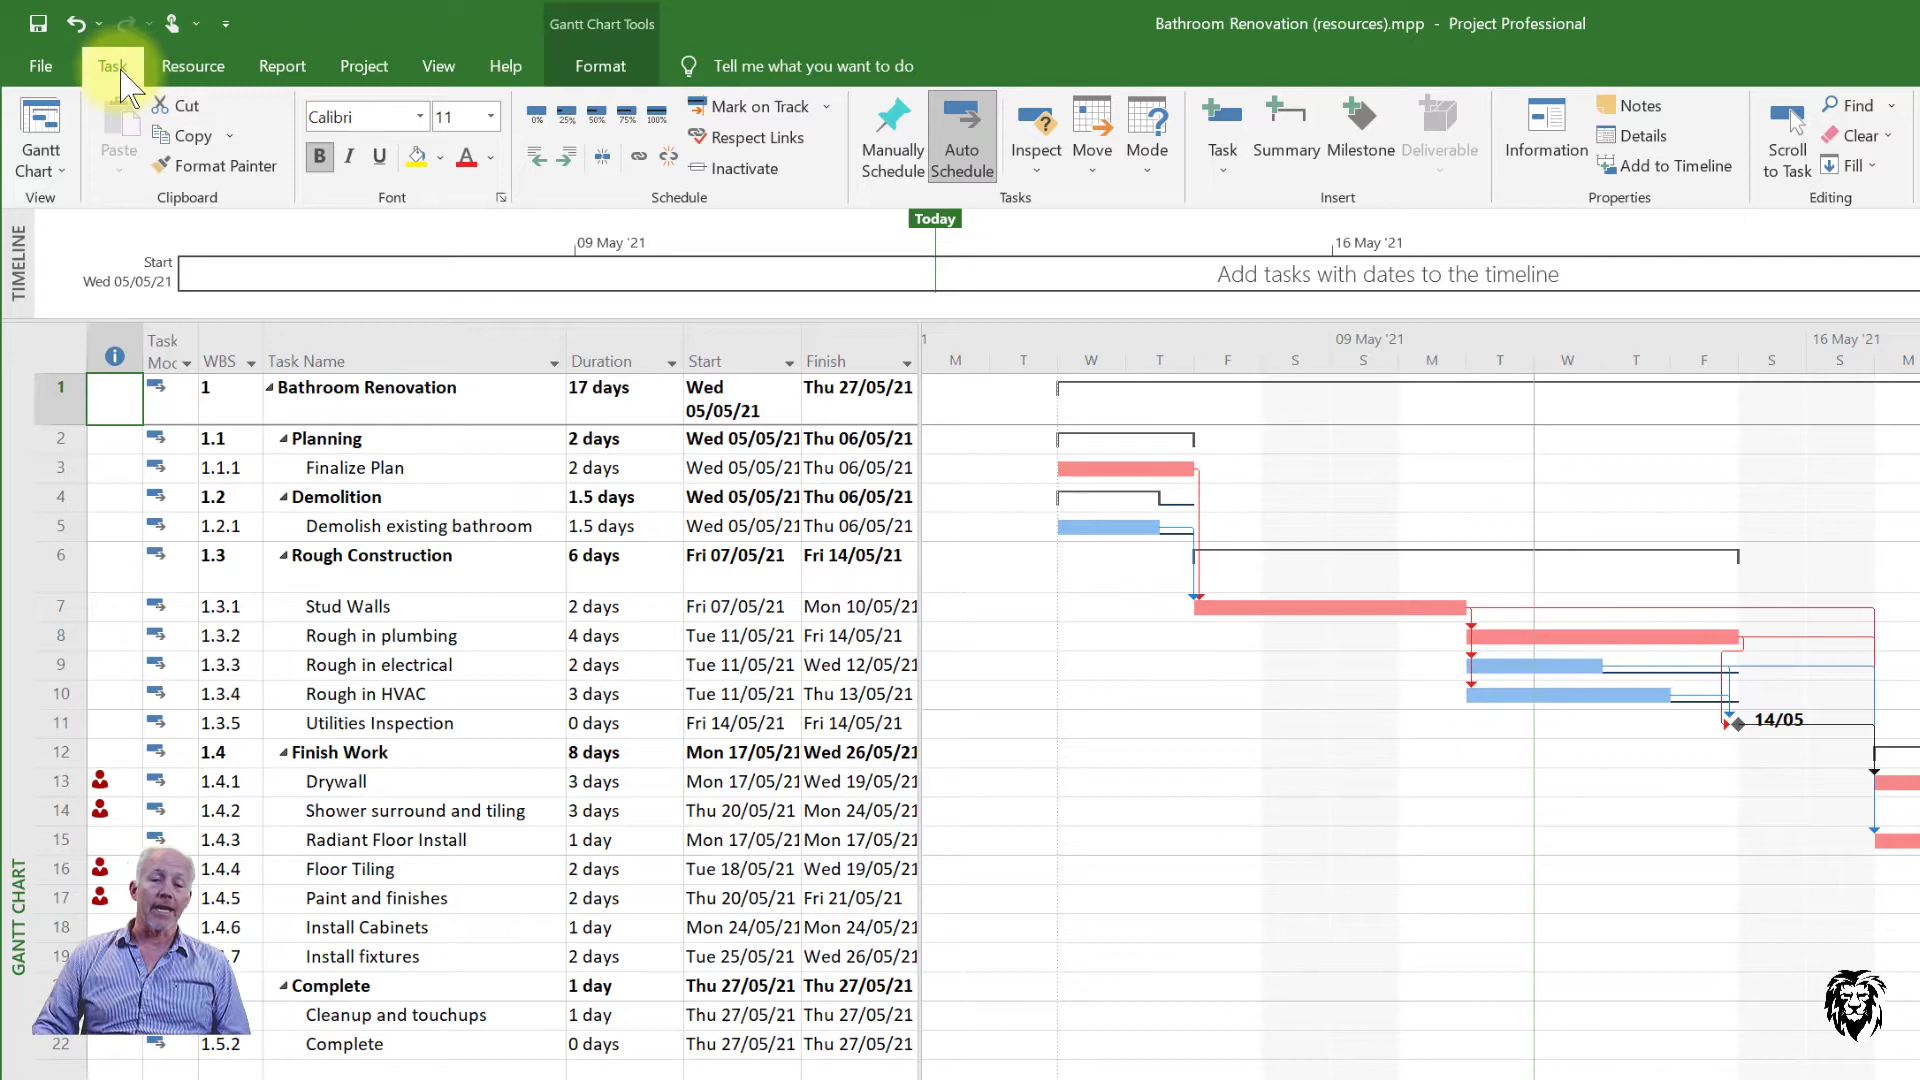 Gantt Chart Tools
Bathroom Renovation (resources).mpp - Project Professional
File Task Resource Report Project View Help Format Tell me what you want to do
Gantt Chart
View
Paste
Cut
Copy
Format Painter
Clipboard
Calibri 11
B I U A
Font
0% 25% 50% 75% 100%
Mark on Track
Respect Links
Inactivate
Schedule
Manually Schedule
Auto Schedule
Inspect
Move
Mode
Tasks
Task
Summary
Milestone
Deliverable
Insert
Information
Notes
Details
Add to Timeline
Properties
Scroll to Task
Find
Clear
Fill
Editing
TIMELINE
Today
09 May '21 16 May '21
Start
Wed 05/05/21
Add tasks with dates to the timeline
GANTT CHART
Task Moc WBS Task Name Duration Start Finish
1 09 May '21 16 May '21
M T W T F S S M T W T F S S M
1 1 Bathroom Renovation 17 days Wed 05/05/21 Thu 27/05/21
2 1.1 Planning 2 days Wed 05/05/21 Thu 06/05/21
3 1.1.1 Finalize Plan 2 days Wed 05/05/21 Thu 06/05/21
4 1.2 Demolition 1.5 days Wed 05/05/21 Thu 06/05/21
5 1.2.1 Demolish existing bathroom 1.5 days Wed 05/05/21 Thu 06/05/21
6 1.3 Rough Construction 6 days Fri 07/05/21 Fri 14/05/21
7 1.3.1 Stud Walls 2 days Fri 07/05/21 Mon 10/05/21
8 1.3.2 Rough in plumbing 4 days Tue 11/05/21 Fri 14/05/21
9 1.3.3 Rough in electrical 2 days Tue 11/05/21 Wed 12/05/21
10 1.3.4 Rough in HVAC 3 days Tue 11/05/21 Thu 13/05/21
11 1.3.5 Utilities Inspection 0 days Fri 14/05/21 Fri 14/05/21 14/05
12 1.4 Finish Work 8 days Mon 17/05/21 Wed 26/05/21
13 1.4.1 Drywall 3 days Mon 17/05/21 Wed 19/05/21
14 1.4.2 Shower surround and tiling 3 days Thu 20/05/21 Mon 24/05/21
15 1.4.3 Radiant Floor Install 1 day Mon 17/05/21 Mon 17/05/21
16 1.4.4 Floor Tiling 2 days Tue 18/05/21 Wed 19/05/21
17 1.4.5 Paint and finishes 2 days Thu 20/05/21 Fri 21/05/21
18 1.4.6 Install Cabinets 1 day Mon 24/05/21 Mon 24/05/21
19 .7 Install fixtures 2 days Tue 25/05/21 Wed 26/05/21
Complete 1 day Thu 27/05/21 Thu 27/05/21
Cleanup and touchups 1 day Thu 27/05/21 Thu 27/05/21
22 1.5.2 Complete 0 days Thu 27/05/21 Thu 27/05/21